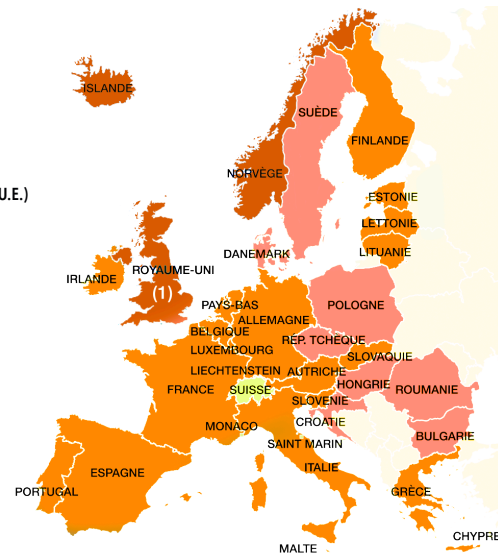 ISLANDE
SUÈDE
FINLANDE
NORVÈGE
U.E.)
ESTONIE
LETTONIE
LITUANIE
DANEMARK
ROYAUME-UNI
IRLANDE
(1)
PAYS-BAS
POLOGNE
ALLEMAGNE
BELGIQUE
RÉP. TCHÈQUE
LUXEMBOURG
SLOVAQUIE
LIECHTENSTEIN
AUTRICHE
FRANCE
SUISSE
HONGRIE
ROUMANIE
SLOVENIE
MONACO
CROATIE
BULGARIE
SAINT MARIN
ESPAGNE
ITALIE
PORTUGAL
GRÈCE
CHYPRE
MALTE